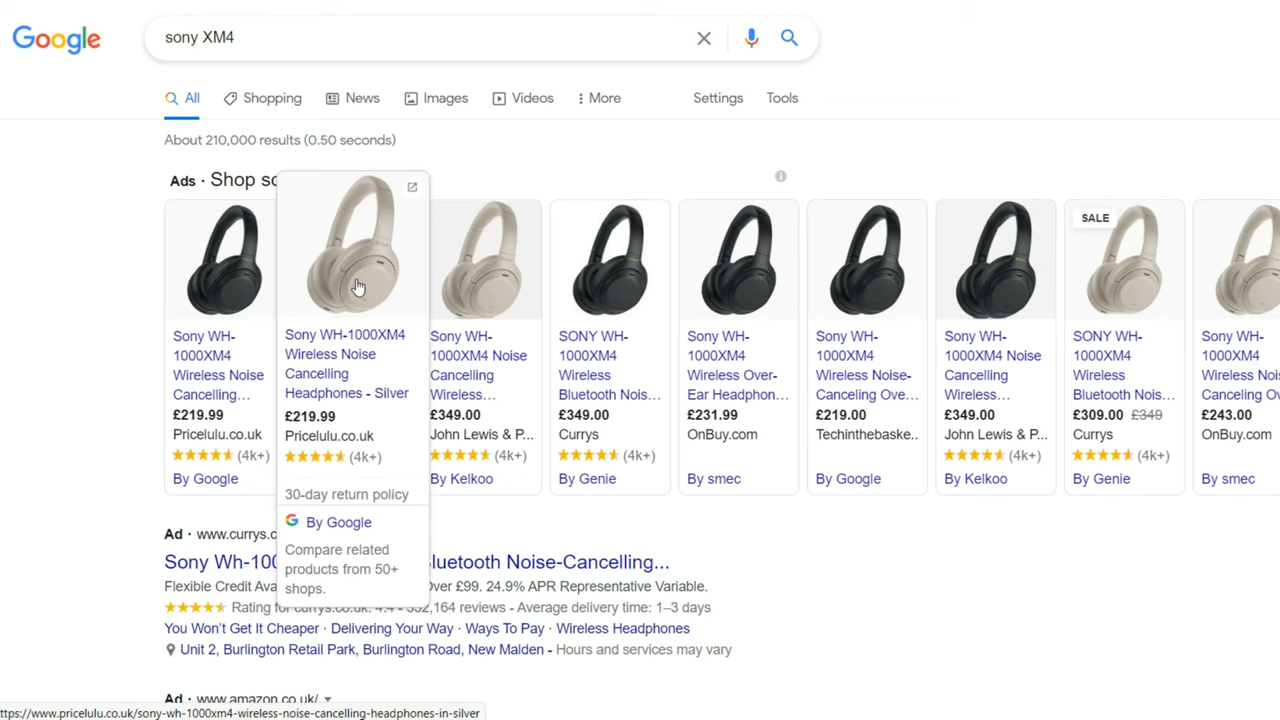 Google
sony XM4
All
Shopping
News
Images
Videos
More
Settings
Tools
About 210,000 results (0.50 seconds)
Ads · Shop
Sony WH-
1000XM4
Wireless Noise
Cancelling...
£219.99
Pricelulu.co.uk
(4k+)
By Google
Sony WH-1000XM4
Wireless Noise
Cancelling
Headphones - Silver
£219.99
Pricelulu.co.uk
(4k+)
30-day return policy
By Google
Compare related
products from 50+
shops.
Sony WH-
1000XM4 Noise
Cancelling
Wireless...
£349.00
John Lewis & P...
(4k+)
By Kelkoo
SONY WH-
1000XM4
Wireless
Bluetooth Nois...
£349.00
Currys
(4k+)
By Genie
Sony WH-
1000XM4
Wireless Over-
Ear Headphon...
£231.99
OnBuy.com
By smec
Sony WH-
1000XM4
Wireless Noise-
Canceling Ove...
£219.00
Techinthebaske..
By Google
Sony WH-
1000XM4 Noise
Cancelling
Wireless...
£349.00
John Lewis & P...
(4k+)
By Kelkoo
SALE
SONY WH-
1000XM4
Wireless
Bluetooth Nois...
£309.00 £349
Currys
(4k+)
By Genie
Sony WH-
1000XM4
Wireless Nois
Canceling Ov
£243.00
OnBuy.com
By smec
Ad · www.currys.c
Sony Wh-100 luetooth Noise-Cancelling...
Flexible Credit Ava Over £99. 24.9% APR Representative Variable.
Rating for currys.co.uk: 4.4 - 352,164 reviews - Average delivery time: 1–3 days
You Won't Get It Cheaper · Delivering Your Way · Ways To Pay · Wireless Headphones
Unit 2, Burlington Retail Park, Burlington Road, New Malden - Hours and services may vary
Ad · www.amazon.co.uk/
ttps://www.pricelulu.co.uk/sony-wh-1000xm4-wireless-noise-cancelling-headphones-in-silver